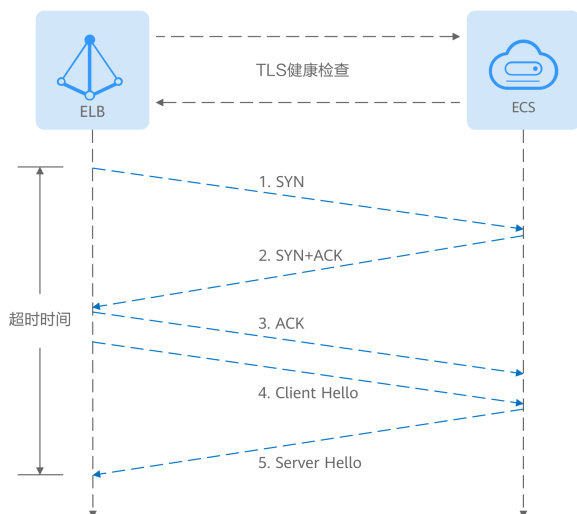 TLS健康检查
ELB
ECS
1. SYN
2. SYN+ACK
超时时间
3. ACK
4. Client Hello
5. Server Hello